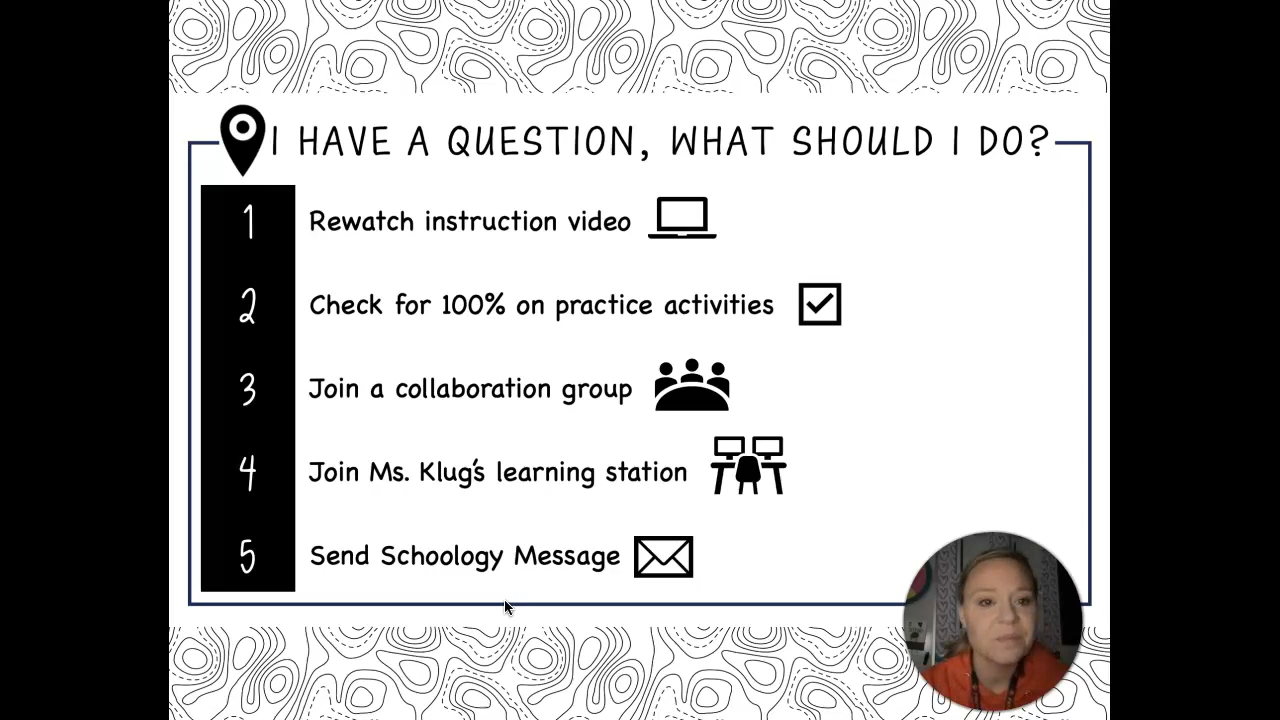 I HAVE A QUESTION, WHAT SHOULD I DO?
1 Rewatch instruction video
2 Check for 100% on practice activities
3 Join a collaboration group
4 Join Ms. Klug's learning station
5 Send Schoology Message